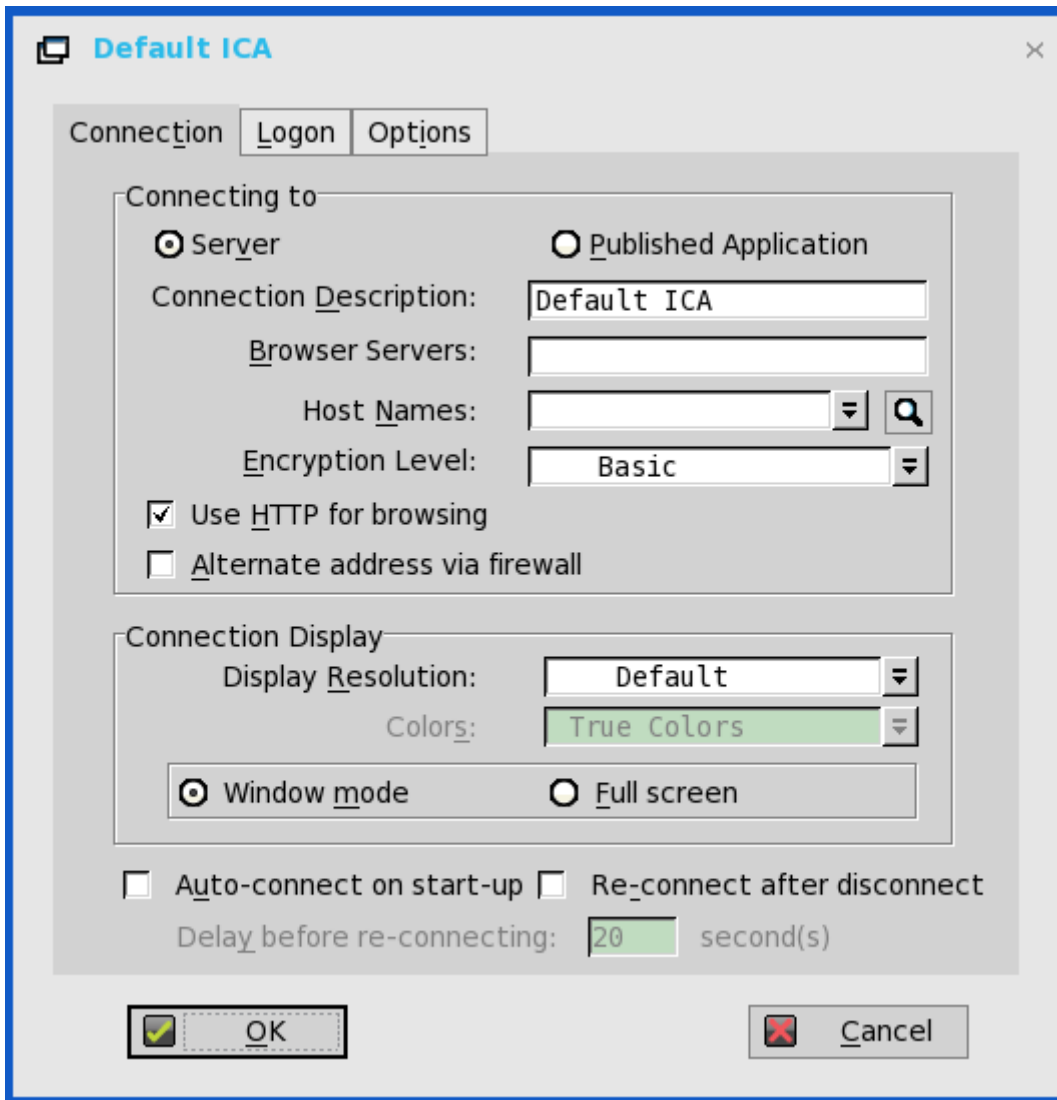 Default ICA
Connection Logon Options
Connecting to
Server Published Application
Connection Description: Default ICA
Browser Servers:
Host Names:
Encryption Level: Basic
Use HTTP for browsing
Alternate address via firewall
Connection Display
Display Resolution: Default
Colors: True Colors
Window mode Full screen
Auto-connect on start-up Re-connect after disconnect
Delay before re-connecting: 20 second(s)
OK Cancel